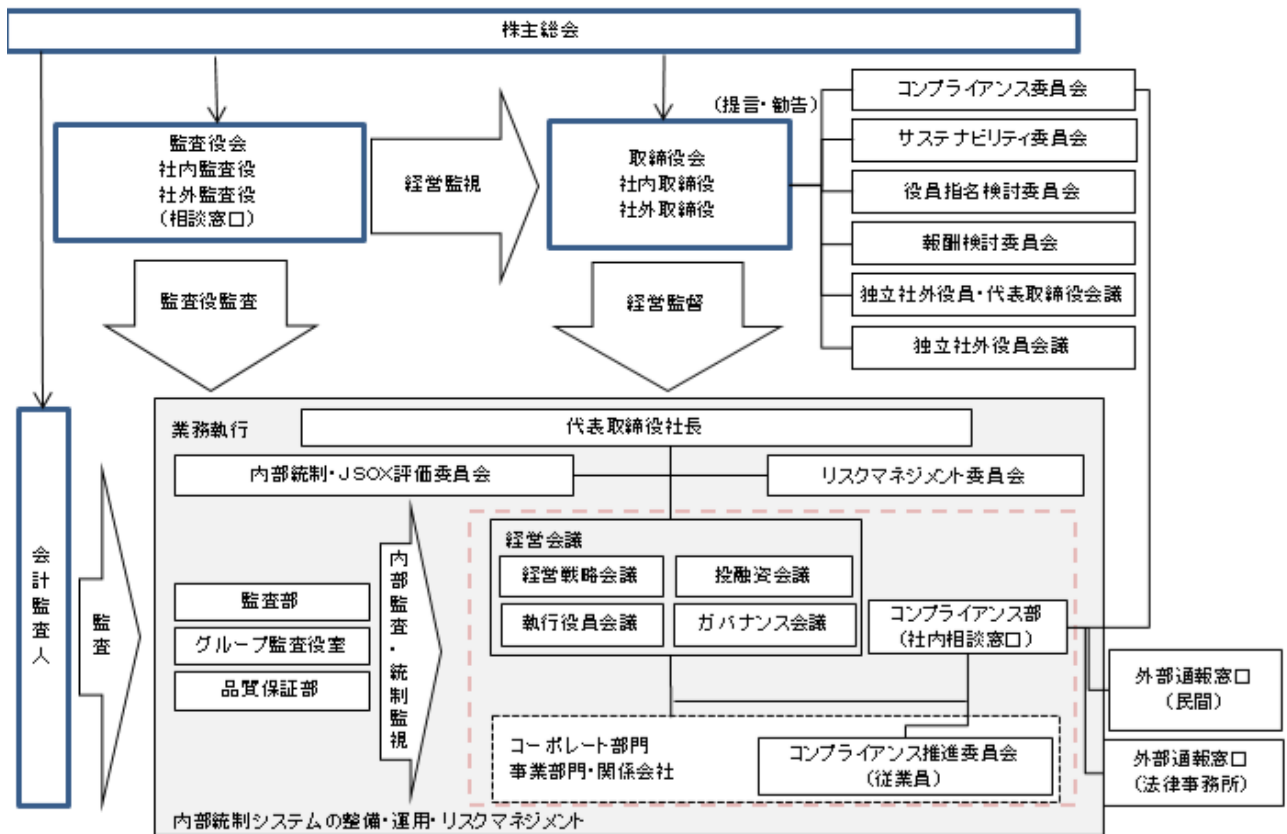 株主総会
(提言・勧告)
コンプライアンス委員会
サステナビリティ委員会
役員指名検討委員会
報酬検討委員会
独立社外役員・代表取締役会議
独立社外役員会議
監査役会
社内監査役
社外監査役
(相談窓口)
経営監視
取締役会
社内取締役
社外取締役
監査役監査
経営監督
会計監査人
監査
業務執行
代表取締役社長
内部統制・JSOX評価委員会
リスクマネジメント委員会
監査部
グループ監査役室
品質保証部
内部監査・統制監視
経営会議
経営戦略会議
投融資会議
執行役員会議
ガバナンス会議
コンプライアンス部
(社内相談窓口)
コーポレート部門
事業部門・関係会社
コンプライアンス推進委員会
(従業員)
外部通報窓口
(民間)
外部通報窓口
(法律事務所)
内部統制システムの整備・運用・リスクマネジメント